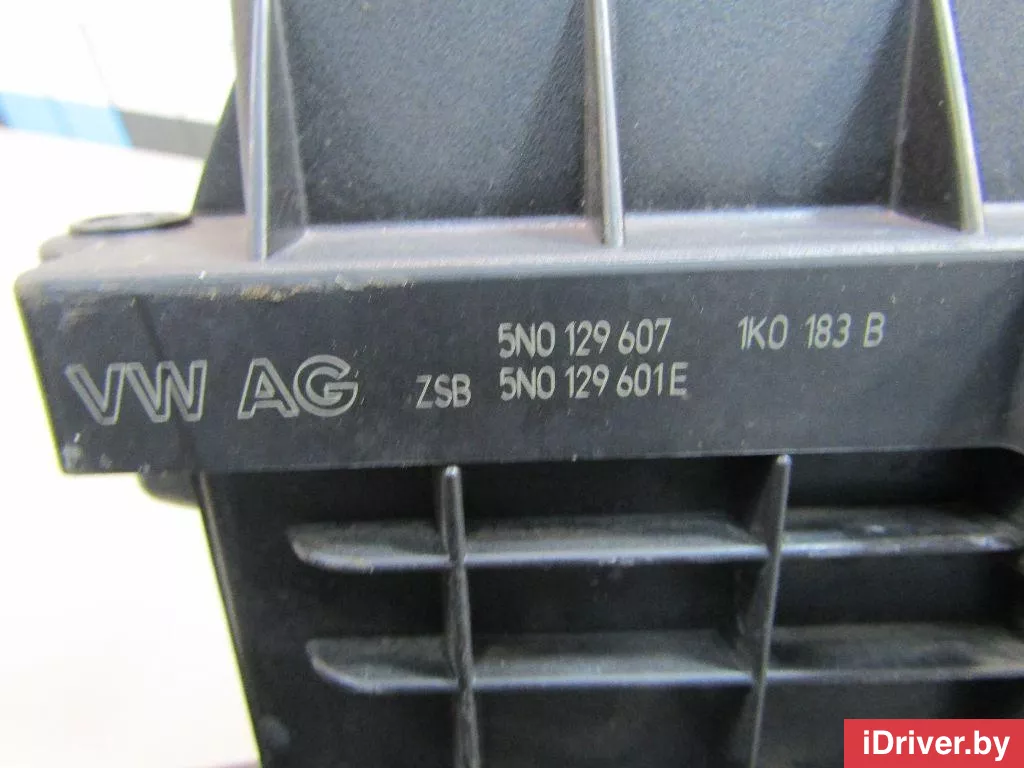 5N0 129 607 1K0 183 B
VW AG ZSB 5N0 129 601E
iDriver.by